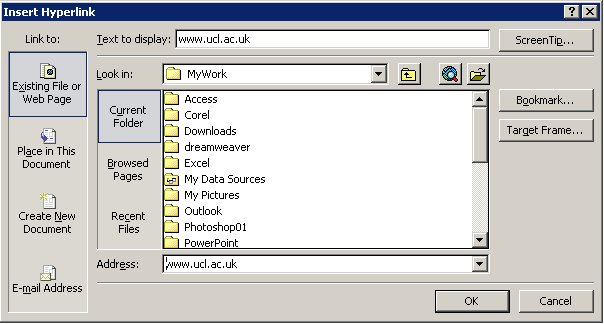 Insert Hyperlink
Link to:
Text to display: www.ucl.ac.uk
ScreenTip...
Existing File or
Web Page
Place in This
Document
Create New
Document
E-mail Address
Look in: MyWork
Current
Folder
Browsed
Pages
Recent
Files
Access
Corel
Downloads
dreamweaver
Excel
My Data Sources
My Pictures
Outlook
Photoshop01
PowerPoint
Bookmark...
Target Frame...
Address: www.ucl.ac.uk
OK
Cancel